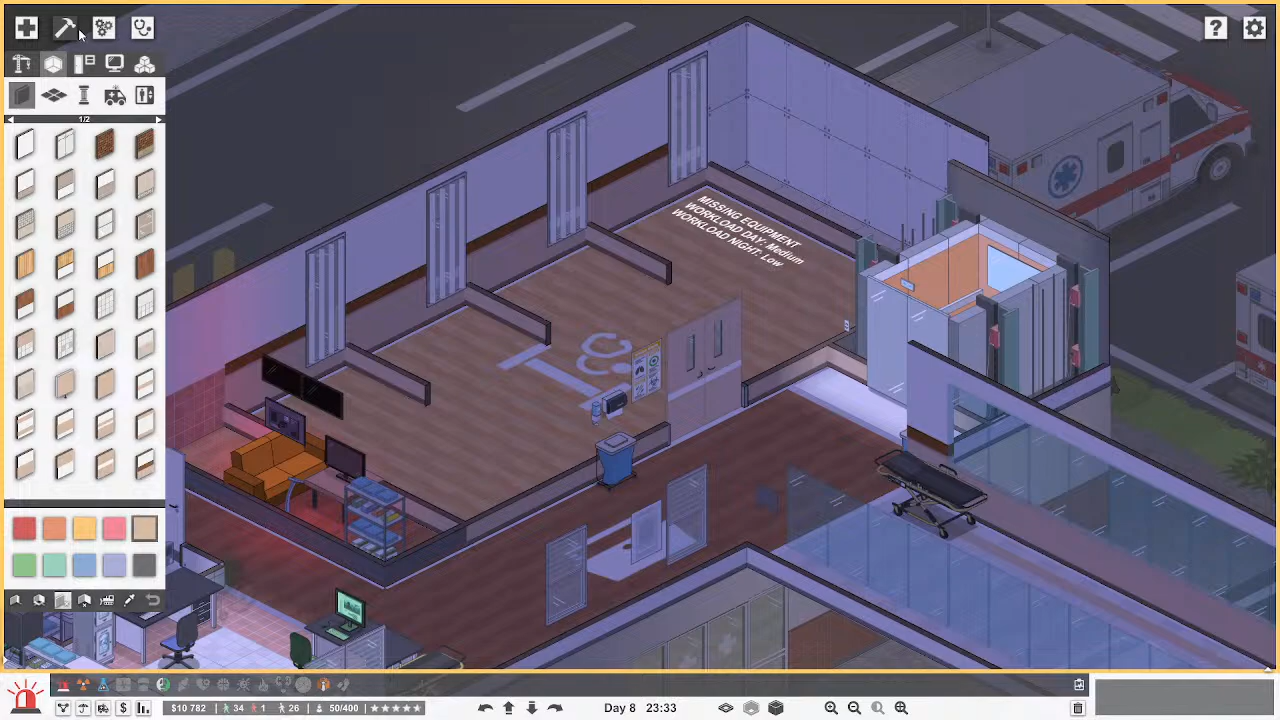 ?
1/2
MISSING EQUIPMENT
WORKLOAD DAY: Medium
WORKLOAD NIGHT: Low
$10 782
34
1
26
50/400
Day 8 23:33